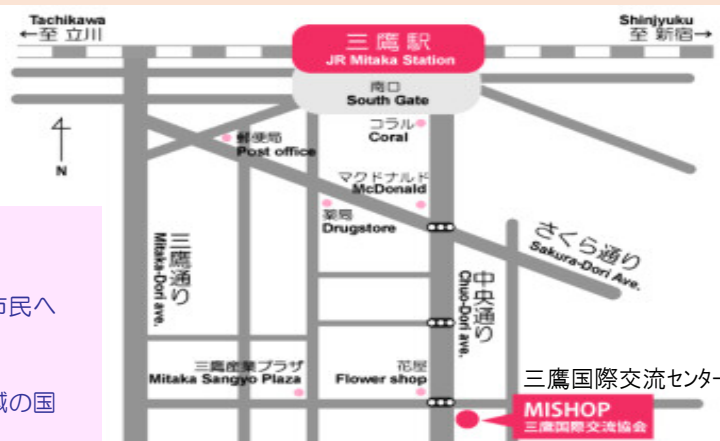 Tachikawa
←至 立川
Shinjyuku
至 新宿→
三鷹駅
JR Mitaka Station
南口
South Gate
N
郵便局
Post office
コラル
Coral
マクドナルド
McDonald
薬局
Drugstore
さくら通り
Sakura-Dori Ave.
三鷹通り
Mitaka-Dori ave.
中央通り
Chuo-Dori ave.
市民へ
域の国
三鷹産業プラザ
Mitaka Sangyo Plaza
花屋
Flower shop
三鷹国際交流センター
MISHOP
三鷹国際交流協会